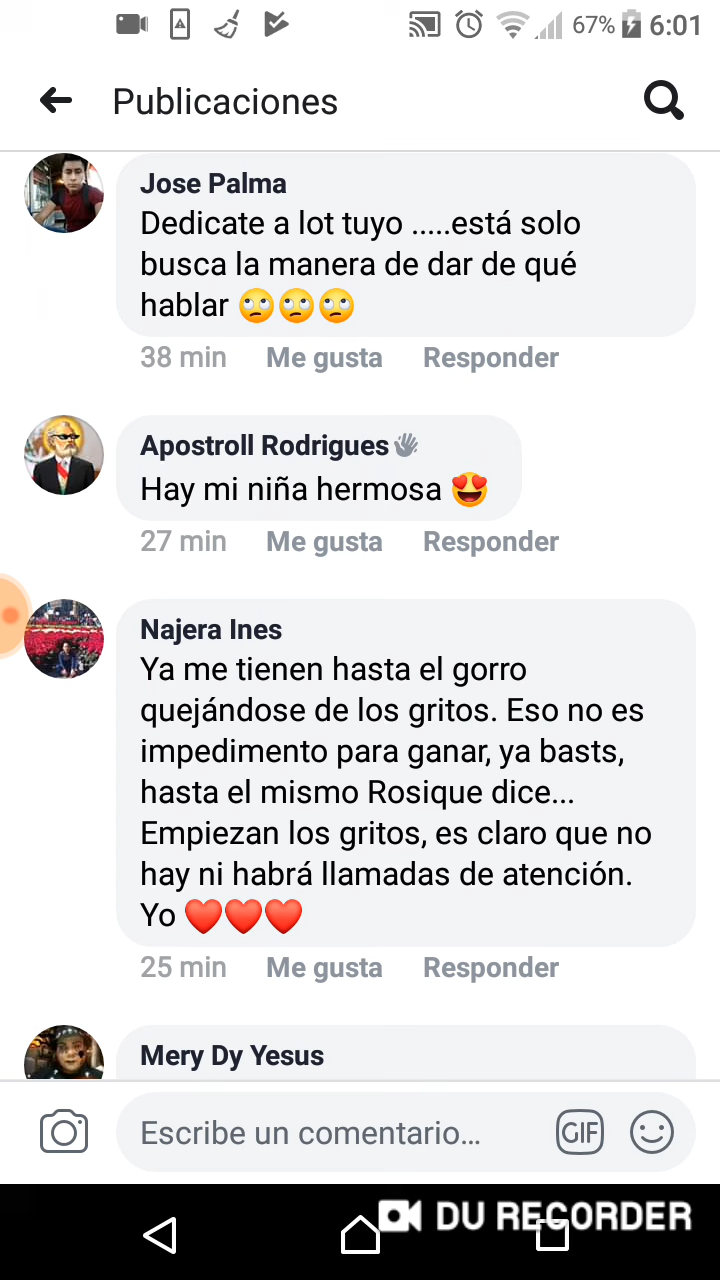 67% 6:01
Publicaciones
Jose Palma
Dedicate a lot tuyo .....está solo
busca la manera de dar de qué
hablar 🙄🙄🙄
38 min Me gusta Responder
Apostroll Rodrigues👋
Hay mi niña hermosa 😍
27 min Me gusta Responder
Najera Ines
Ya me tienen hasta el gorro
quejándose de los gritos. Eso no es
impedimento para ganar, ya basts,
hasta el mismo Rosique dice...
Empiezan los gritos, es claro que no
hay ni habrá llamadas de atención.
Yo ❤️❤️❤️
25 min Me gusta Responder
Mery Dy Yesus
Escribe un comentario... GIF
DU RECORDER